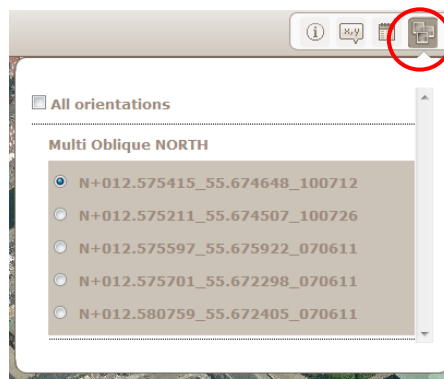 x,y
All orientations
Multi Oblique NORTH
N+012.575415_55.674648_100712
N+012.575211_55.674507_100726
N+012.575597_55.675922_070611
N+012.575701_55.672298_070611
N+012.580759_55.672405_070611